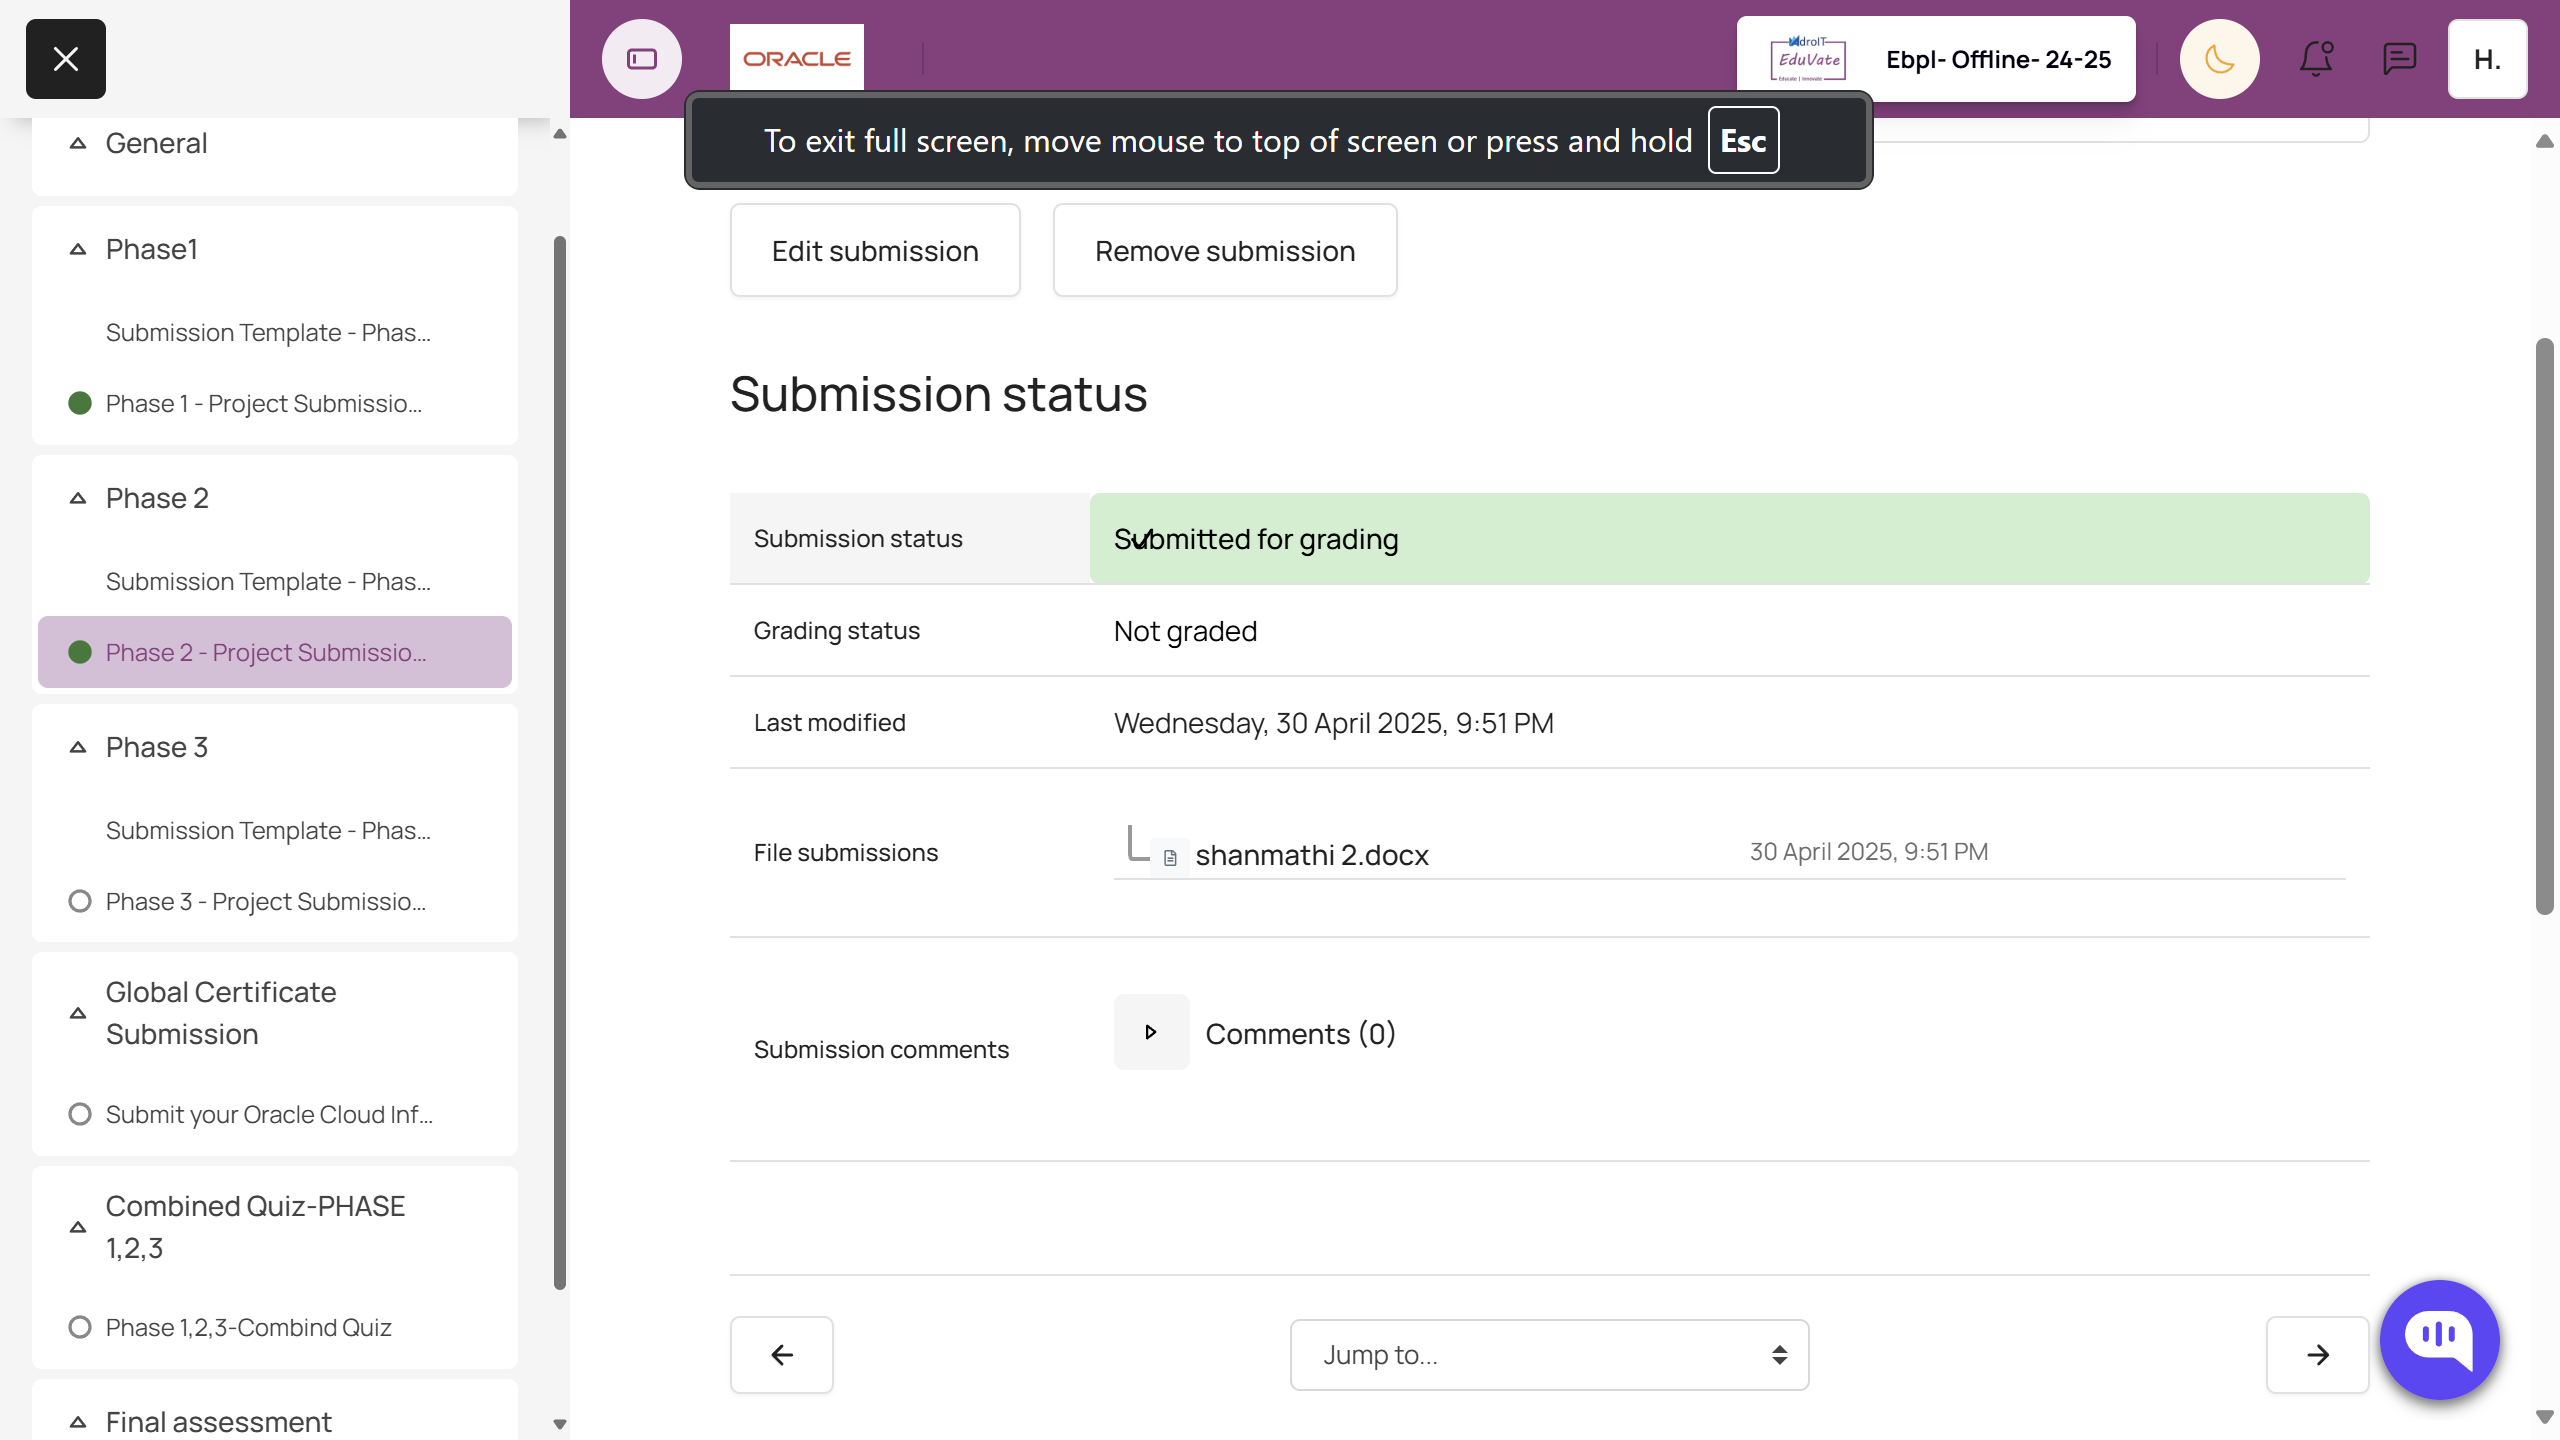 ORACLE
AdroIT
EduVate
Educate | Innovate
Ebpl- Offline- 24-25
H.
To exit full screen, move mouse to top of screen or press and hold Esc
General
Phase1
Submission Template - Phas...
Phase 1 - Project Submissio...
Phase 2
Submission Template - Phas...
Phase 2 - Project Submissio...
Phase 3
Submission Template - Phas...
Phase 3 - Project Submissio...
Global Certificate
Submission
Submit your Oracle Cloud Inf...
Combined Quiz-PHASE
1,2,3
Phase 1,2,3-Combind Quiz
Final assessment
Edit submission
Remove submission
Submission status
Submission status
Submitted for grading
Grading status
Not graded
Last modified
Wednesday, 30 April 2025, 9:51 PM
File submissions
shanmathi 2.docx
30 April 2025, 9:51 PM
Submission comments
Comments (0)
Jump to...